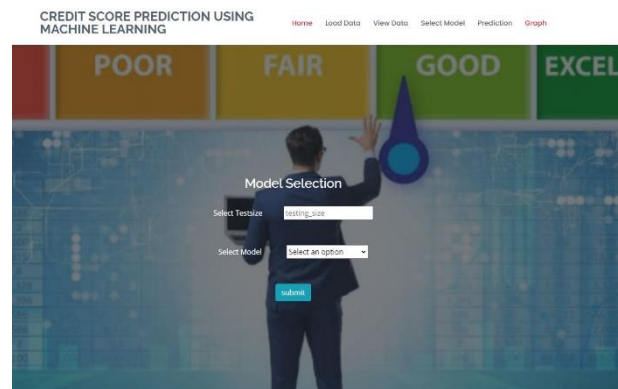 CREDIT SCORE PREDICTION USING
MACHINE LEARNING
Home Load Data View Data Select Model Prediction Graph
POOR FAIR GOOD EXCEL
Model Selection
Select Testsize testing_size
Select Model Select an option
submit